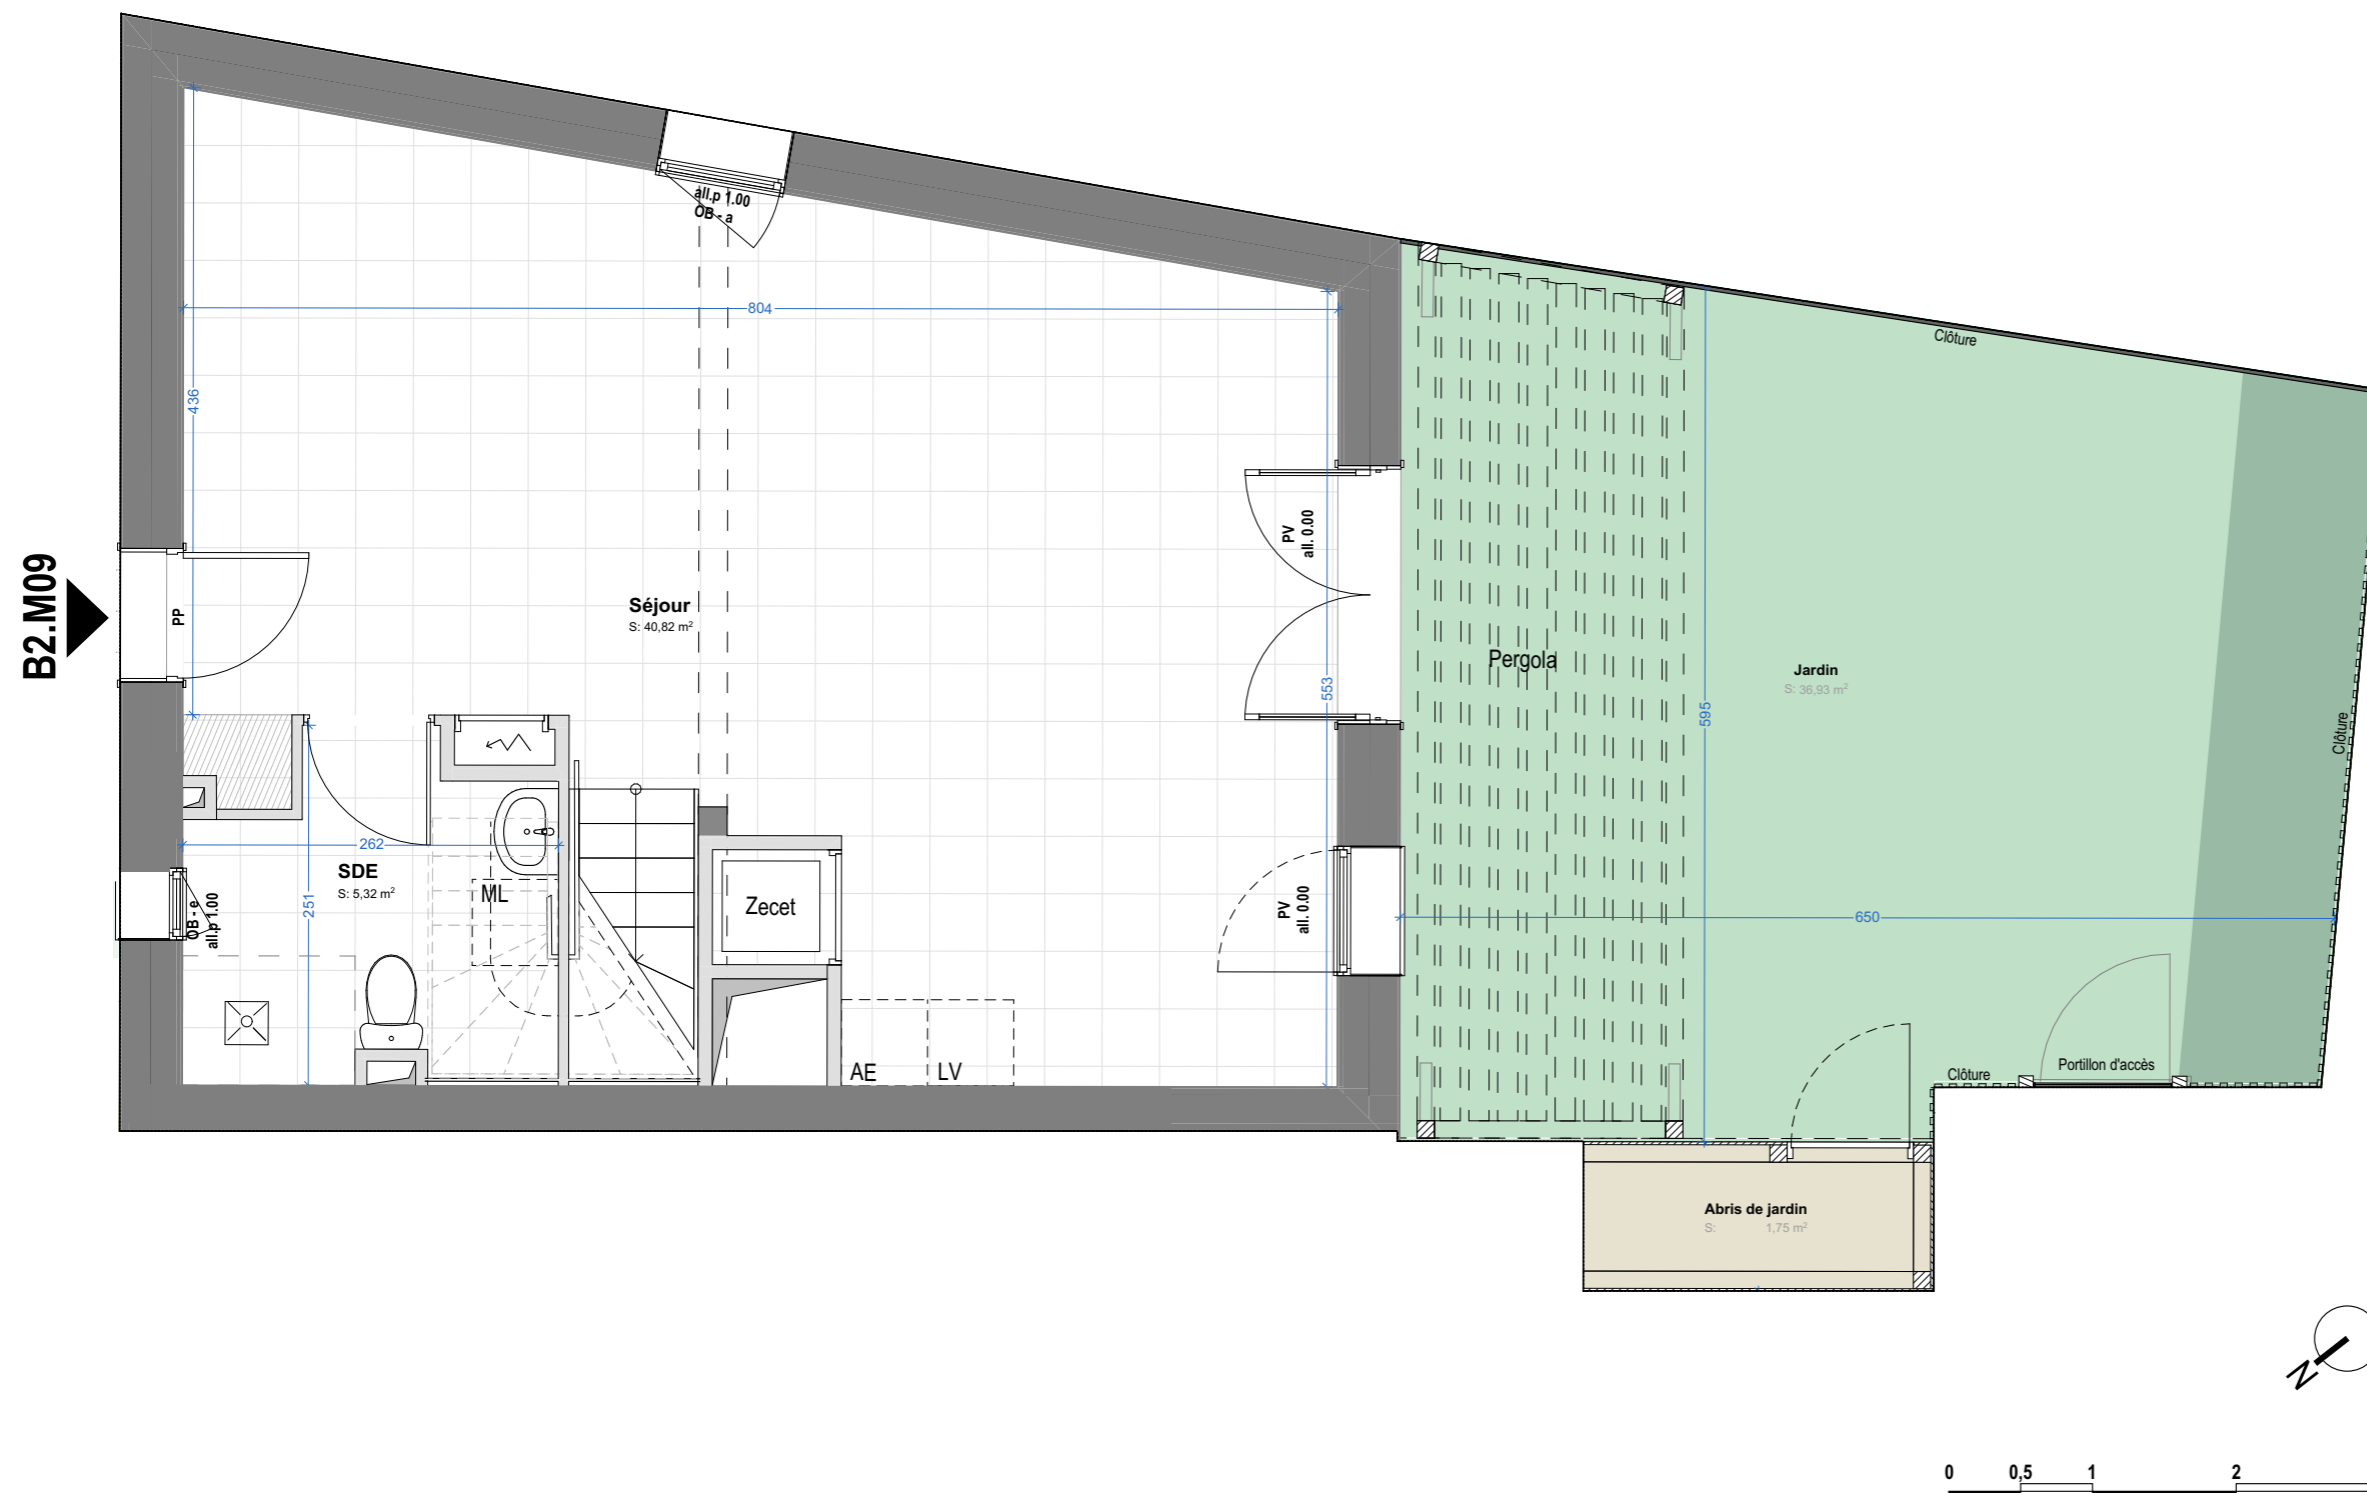 all.p 1.00
OB - a
804
436
Clôture
B2.M09
PP
Séjour
S: 40,82 m²
PV
all. 0.00
553
Pergola
595
Jardin
S: 36,93 m²
Clôture
262
SDE
S: 5,32 m²
251
OB - e
all.p 1.00
ML
Zecet
PV
all. 0.00
650
AE
LV
Clôture
Portillon d'accès
Abris de jardin
S: 1,75 m²
N
0 0,5 1 2